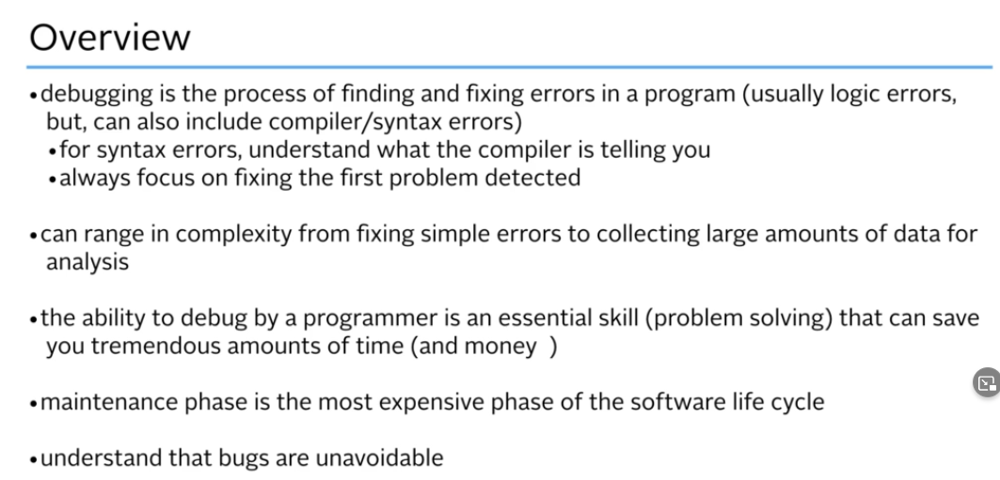 Overview
•debugging is the process of finding and fixing errors in a program (usually logic errors,
but, can also include compiler/syntax errors)
•for syntax errors, understand what the compiler is telling you
•always focus on fixing the first problem detected
•can range in complexity from fixing simple errors to collecting large amounts of data for
analysis
•the ability to debug by a programmer is an essential skill (problem solving) that can save
you tremendous amounts of time (and money )
•maintenance phase is the most expensive phase of the software life cycle
•understand that bugs are unavoidable